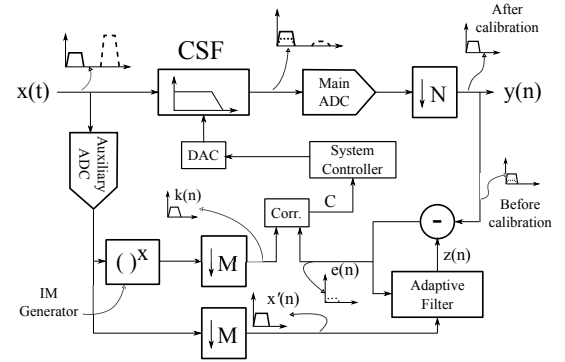 After
calibration
CSF
x(t)
Main
ADC
↓ N
y(n)
Auxiliary
ADC
DAC
System
Controller
Before
calibration
k(n)
Corr.
C
-
( )x
↓ M
e(n)
z(n)
IM
Generator
x'(n)
↓ M
Adaptive
Filter